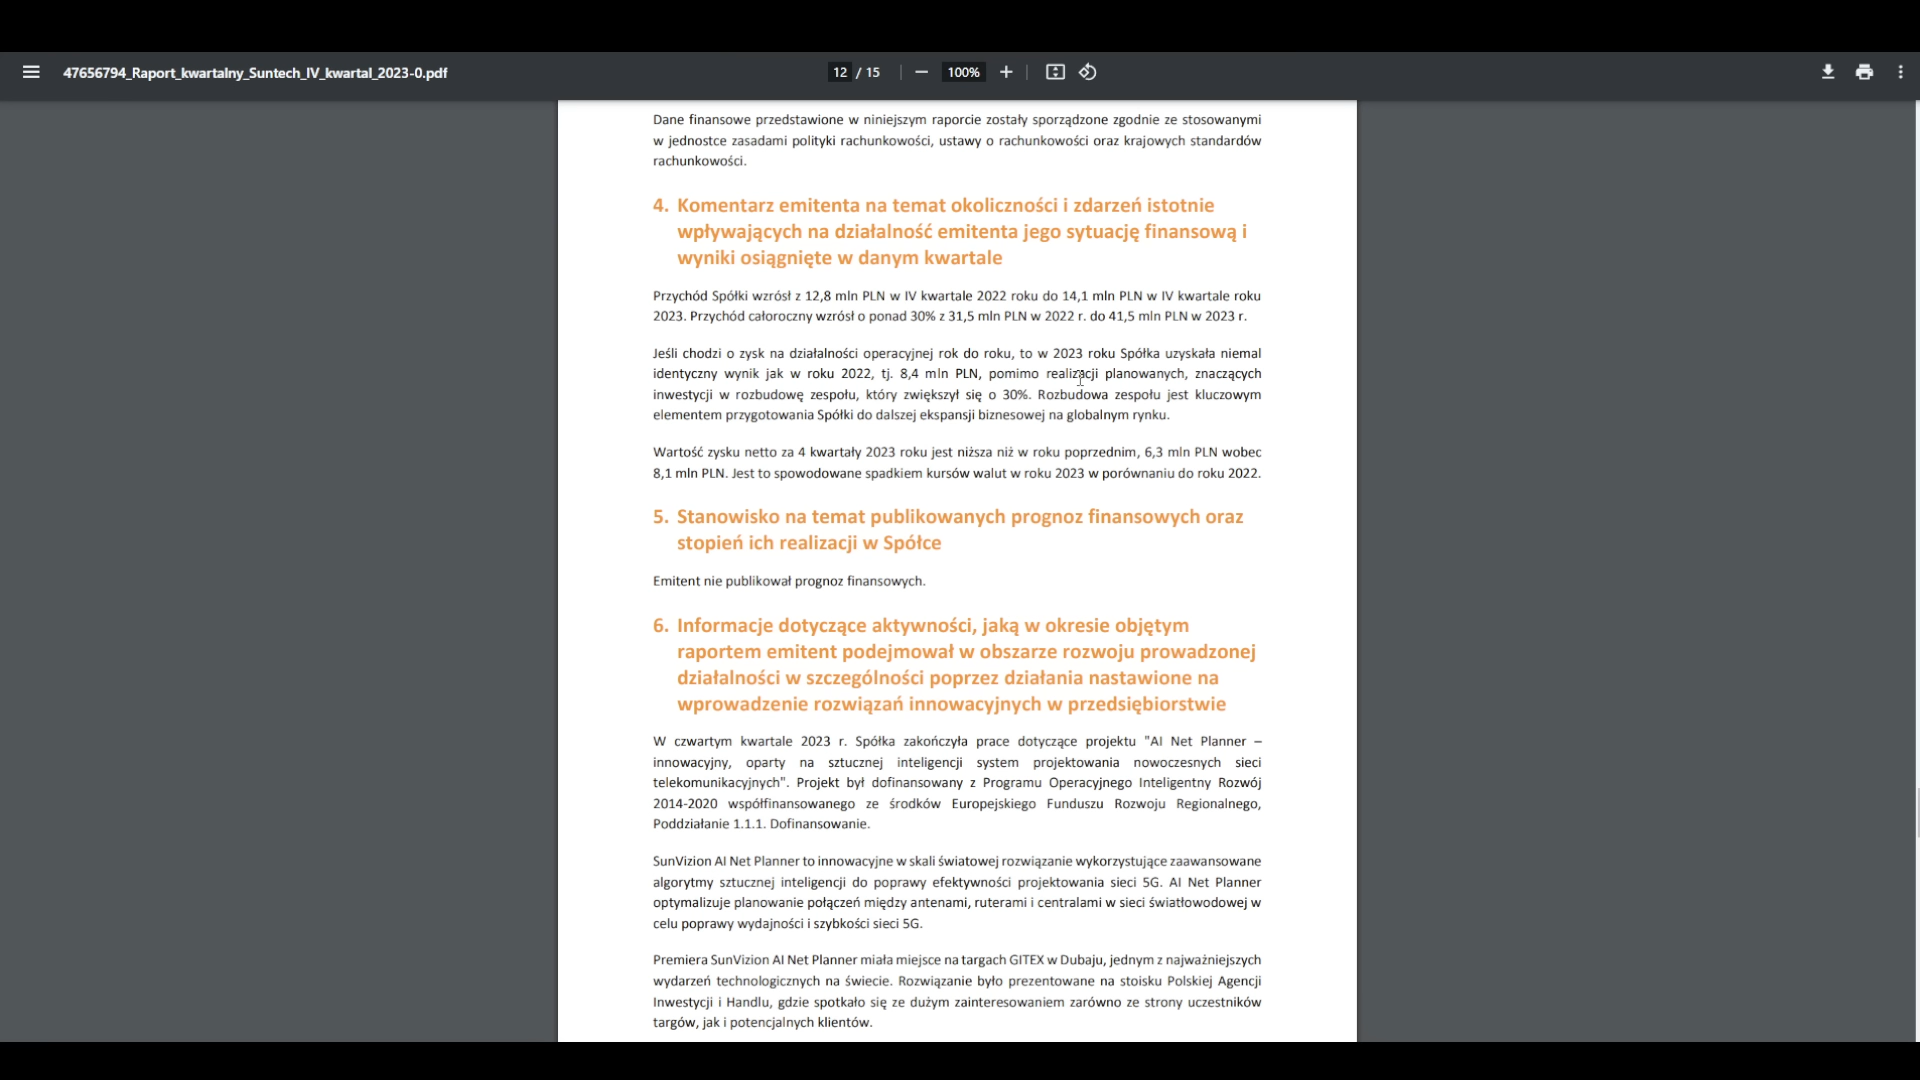 47656794_Raport_kwartalny_Suntech_IV_kwartal_2023-0.pdf
12 / 15
100%
Dane finansowe przedstawione w niniejszym raporcie zostały sporządzone zgodnie ze stosowanymi
w jednostce zasadami polityki rachunkowości, ustawy o rachunkowości oraz krajowych standardów
rachunkowości.
4. Komentarz emitenta na temat okoliczności i zdarzeń istotnie
wpływających na działalność emitenta jego sytuację finansową i
wyniki osiągnięte w danym kwartale
Przychód Spółki wzrósł z 12,8 mln PLN w IV kwartale 2022 roku do 14,1 mln PLN w IV kwartale roku
2023. Przychód całoroczny wzrósł o ponad 30% z 31,5 mln PLN w 2022 r. do 41,5 mln PLN w 2023 r.
Jeśli chodzi o zysk na działalności operacyjnej rok do roku, to w 2023 roku Spółka uzyskała niemal
identyczny wynik jak w roku 2022, tj. 8,4 mln PLN, pomimo realizacji planowanych, znaczących
inwestycji w rozbudowę zespołu, który zwiększył się o 30%. Rozbudowa zespołu jest kluczowym
elementem przygotowania Spółki do dalszej ekspansji biznesowej na globalnym rynku.
Wartość zysku netto za 4 kwartały 2023 roku jest niższa niż w roku poprzednim, 6,3 mln PLN wobec
8,1 mln PLN. Jest to spowodowane spadkiem kursów walut w roku 2023 w porównaniu do roku 2022.
5. Stanowisko na temat publikowanych prognoz finansowych oraz
stopień ich realizacji w Spółce
Emitent nie publikował prognoz finansowych.
6. Informacje dotyczące aktywności, jaką w okresie objętym
raportem emitent podejmował w obszarze rozwoju prowadzonej
działalności w szczególności poprzez działania nastawione na
wprowadzenie rozwiązań innowacyjnych w przedsiębiorstwie
W czwartym kwartale 2023 r. Spółka zakończyła prace dotyczące projektu "AI Net Planner –
innowacyjny, oparty na sztucznej inteligencji system projektowania nowoczesnych sieci
telekomunikacyjnych". Projekt był dofinansowany z Programu Operacyjnego Inteligentny Rozwój
2014-2020 współfinansowanego ze środków Europejskiego Funduszu Rozwoju Regionalnego,
Poddziałanie 1.1.1. Dofinansowanie.
SunVizion AI Net Planner to innowacyjne w skali światowej rozwiązanie wykorzystujące zaawansowane
algorytmy sztucznej inteligencji do poprawy efektywności projektowania sieci 5G. AI Net Planner
optymalizuje planowanie połączeń między antenami, ruterami i centralami w sieci światłowodowej w
celu poprawy wydajności i szybkości sieci 5G.
Premiera SunVizion AI Net Planner miała miejsce na targach GITEX w Dubaju, jednym z najważniejszych
wydarzeń technologicznych na świecie. Rozwiązanie było prezentowane na stoisku Polskiej Agencji
Inwestycji i Handlu, gdzie spotkało się ze dużym zainteresowaniem zarówno ze strony uczestników
targów, jak i potencjalnych klientów.